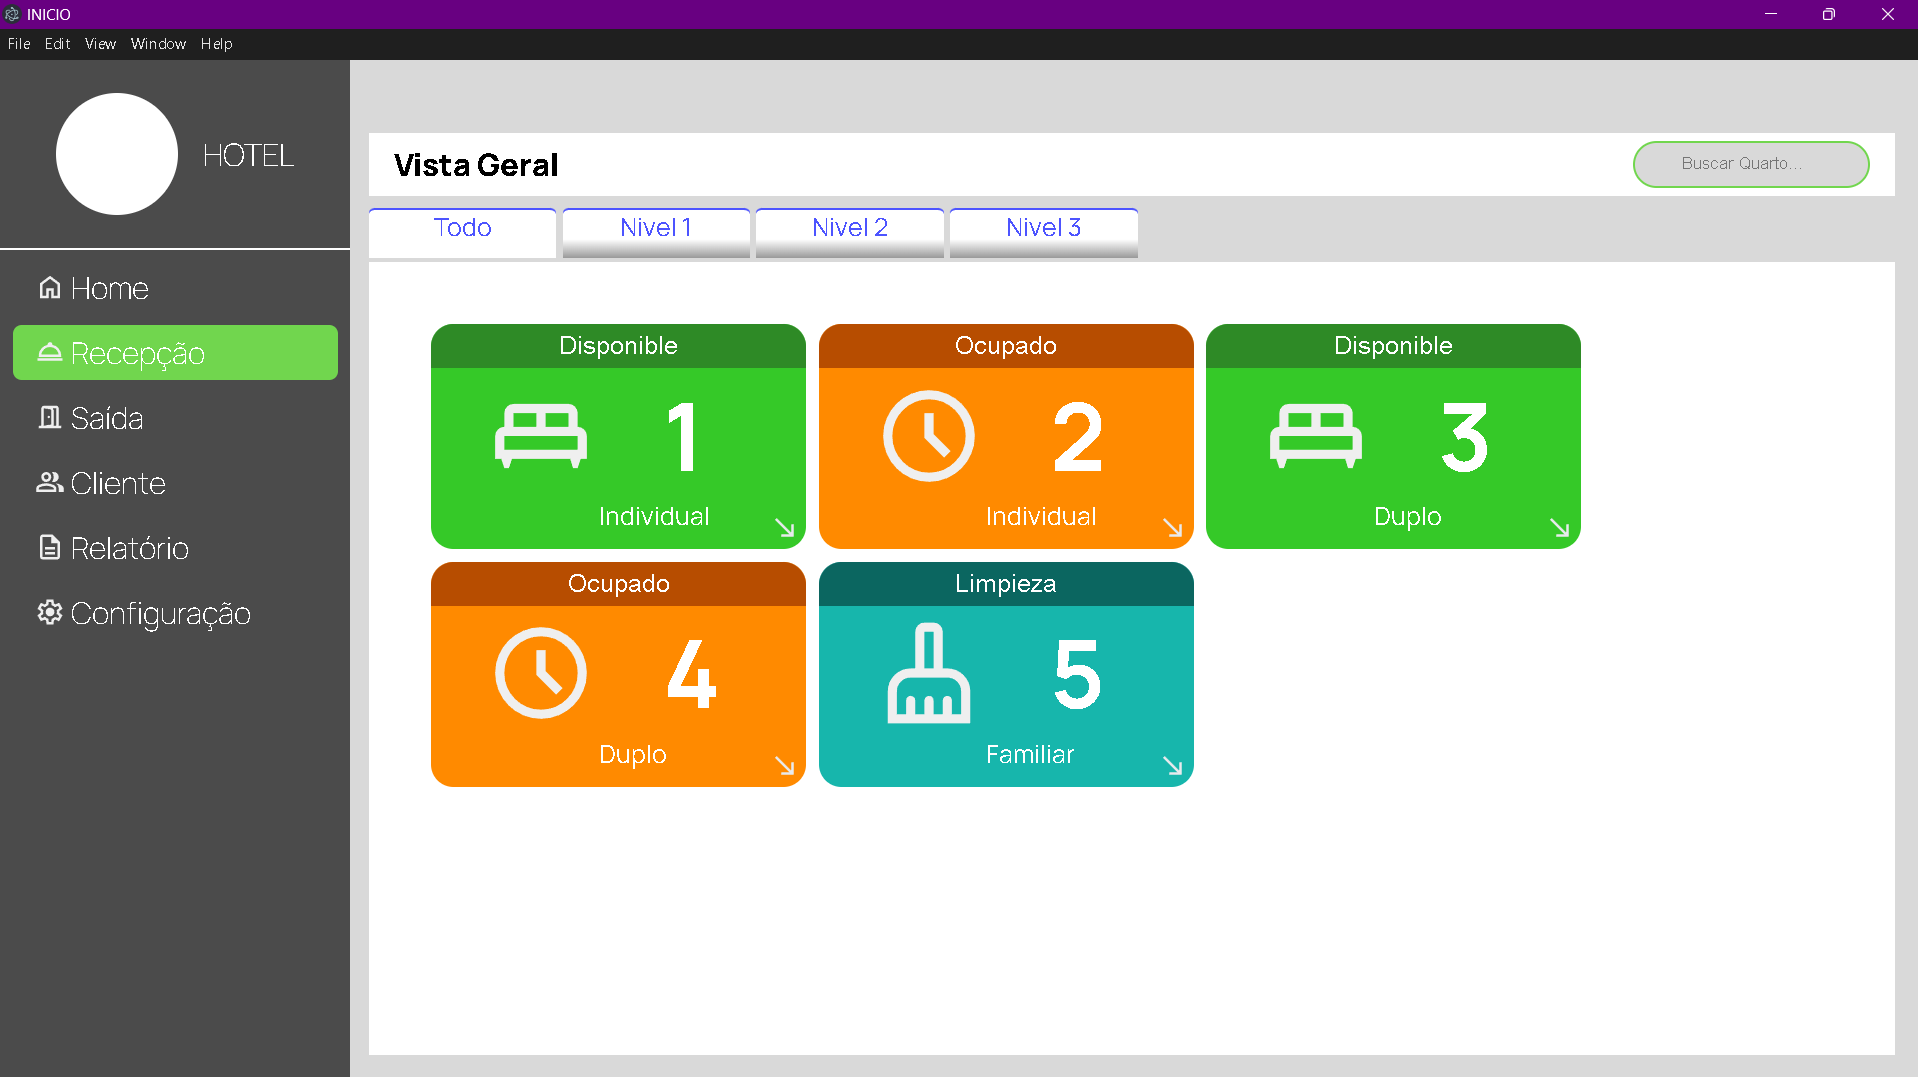 INICIO
File Edit View Window Help
HOTEL
Home
Recepção
Saída
Cliente
Relatório
Configuração
Vista Geral
Buscar Quarto...
Todo
Nivel 1
Nivel 2
Nivel 3
Disponible
1
Individual
Ocupado
2
Individual
Disponible
3
Duplo
Ocupado
4
Duplo
Limpieza
5
Familiar